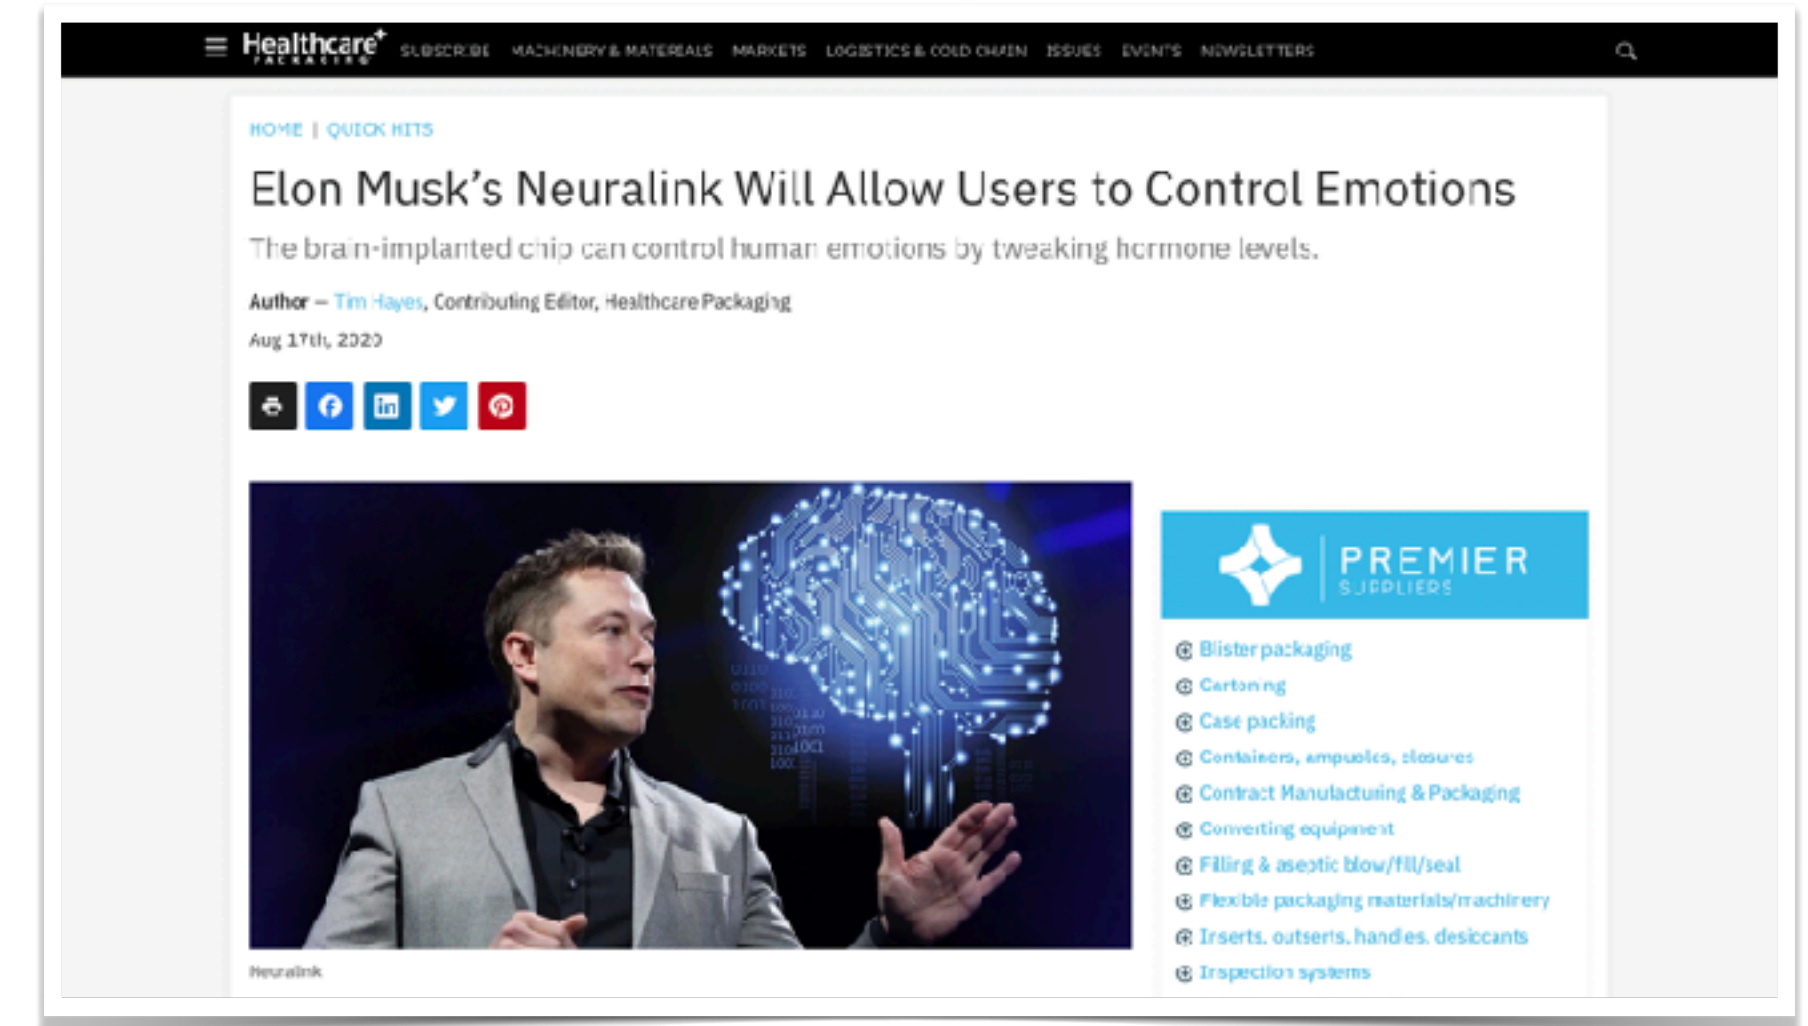 Healthcare+ SUBSCRIBE MACHINERY & MATERIALS MARKETS LOGISTICS & COLD CHAIN ISSUES EVENTS NEWSLETTERS
PACKAGING
HOME | QUICK HITS
Elon Musk's Neuralink Will Allow Users to Control Emotions
The brain-implanted chip can control human emotions by tweaking hormone levels.
Author — Tim Hayes, Contributing Editor, Healthcare Packaging
Aug 17th, 2020
PREMIER
SUPPLIERS
Blister packaging
Cartoning
Case packing
Containers, ampuoles, closures
Contract Manufacturing & Packaging
Converting equipment
Filling & aseptic blow/fill/seal
Flexible packaging materials/machinery
Inserts, outserts, handles, desiccants
Inspection systems
Neuralink